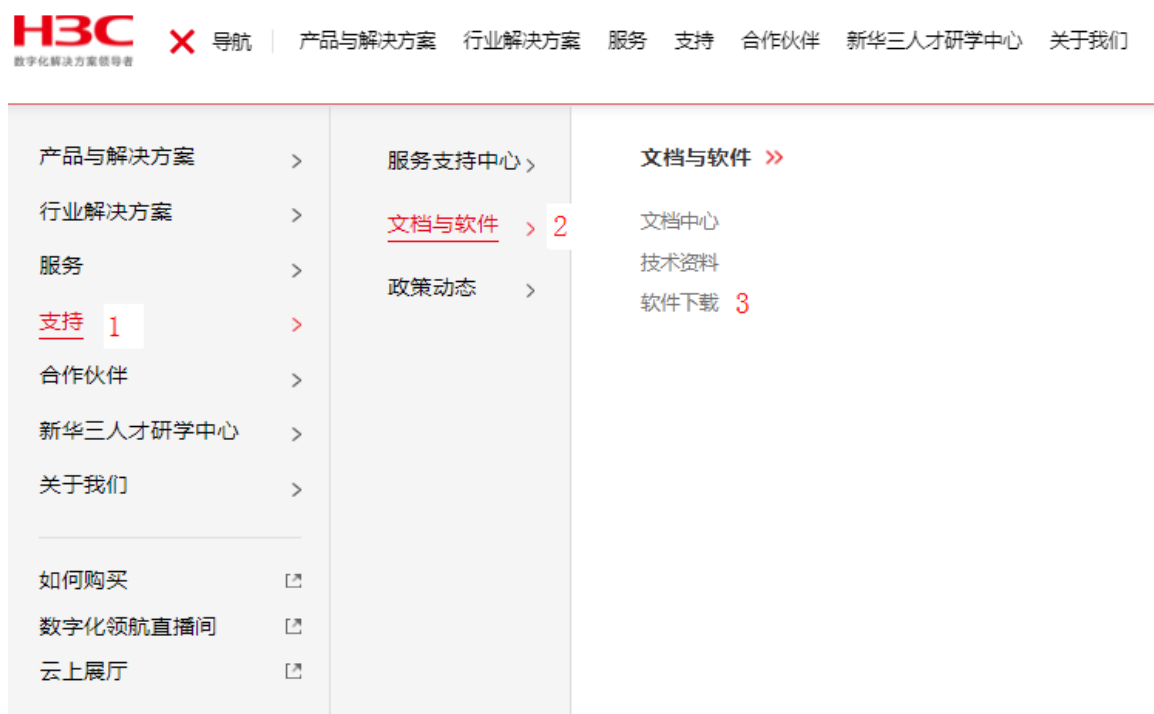 H3C
数字化解决方案领导者
导航 产品与解决方案 行业解决方案 服务 支持 合作伙伴 新华三人才研学中心 关于我们
产品与解决方案
行业解决方案
服务
支持 1
合作伙伴
新华三人才研学中心
关于我们
如何购买
数字化领航直播间
云上展厅
服务支持中心
文档与软件 2
政策动态
文档与软件
文档中心
技术资料
软件下载 3